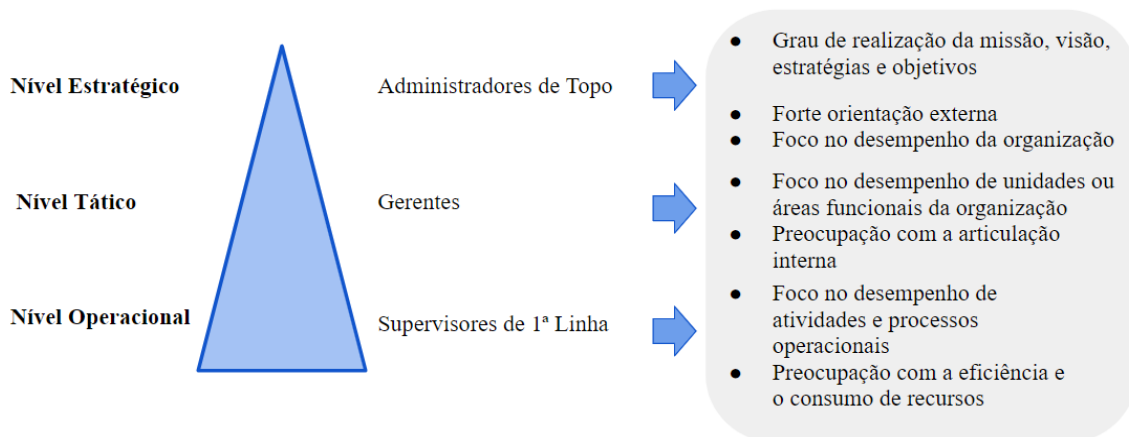 Nível Estratégico
Administradores de Topo
● Grau de realização da missão, visão,
estratégias e objetivos
● Forte orientação externa
● Foco no desempenho da organização
Nível Tático
Gerentes
● Foco no desempenho de unidades ou
áreas funcionais da organização
● Preocupação com a articulação
interna
Nível Operacional
Supervisores de 1ª Linha
● Foco no desempenho de
atividades e processos
operacionais
● Preocupação com a eficiência e
o consumo de recursos